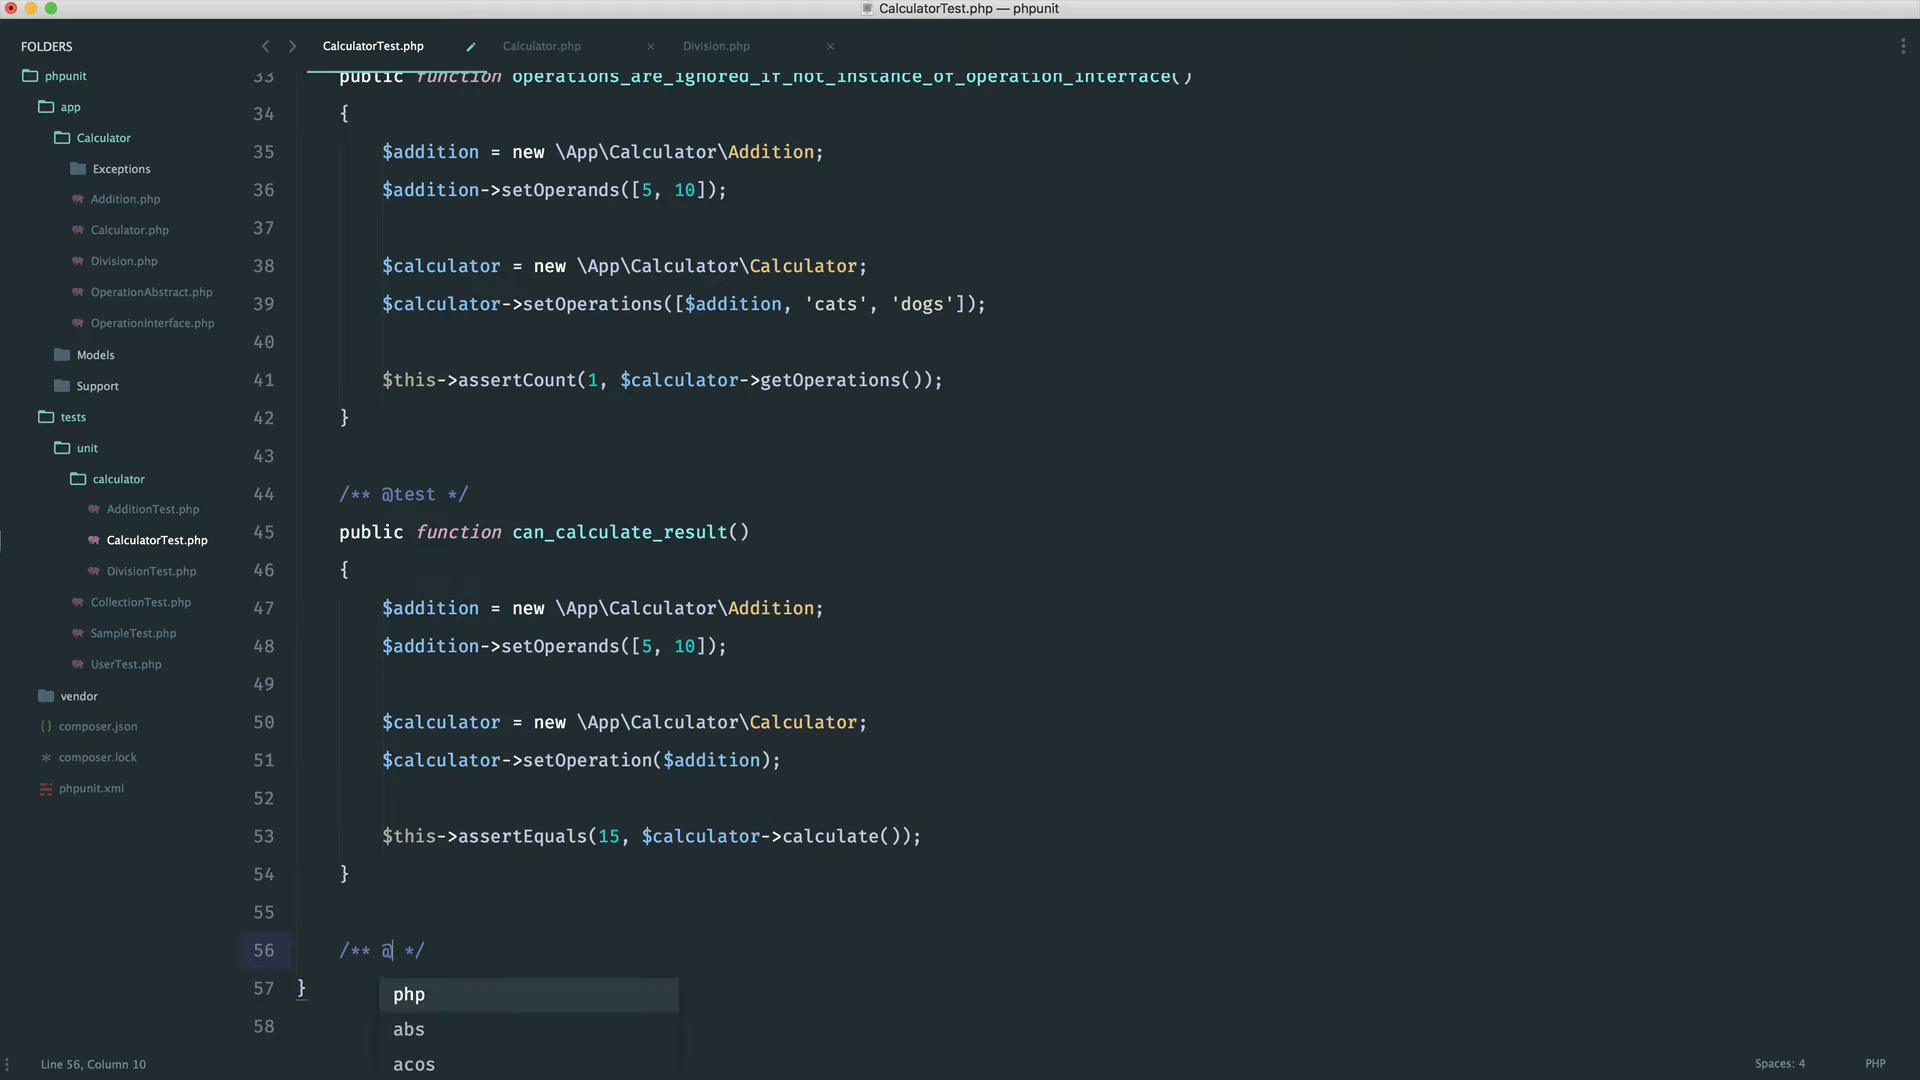 CalculatorTest.php — phpunit
FOLDERS
phpunit
app
Calculator
Exceptions
Addition.php
Calculator.php
Division.php
OperationAbstract.php
OperationInterface.php
Models
Support
tests
unit
calculator
AdditionTest.php
CalculatorTest.php
DivisionTest.php
CollectionTest.php
SampleTest.php
UserTest.php
vendor
composer.json
composer.lock
phpunit.xml
CalculatorTest.php Calculator.php × Division.php ×
33 public function operations_are_ignored_if_not_instance_of_operation_interface()
34 {
35 $addition = new \App\Calculator\Addition;
36 $addition->setOperands([5, 10]);
37
38 $calculator = new \App\Calculator\Calculator;
39 $calculator->setOperations([$addition, 'cats', 'dogs']);
40
41 $this->assertCount(1, $calculator->getOperations());
42 }
43
44 /** @test */
45 public function can_calculate_result()
46 {
47 $addition = new \App\Calculator\Addition;
48 $addition->setOperands([5, 10]);
49
50 $calculator = new \App\Calculator\Calculator;
51 $calculator->setOperation($addition);
52
53 $this->assertEquals(15, $calculator->calculate());
54 }
55
56 /** @ */
57 }
58
php
abs
acos
Line 56, Column 10
Spaces: 4
PHP